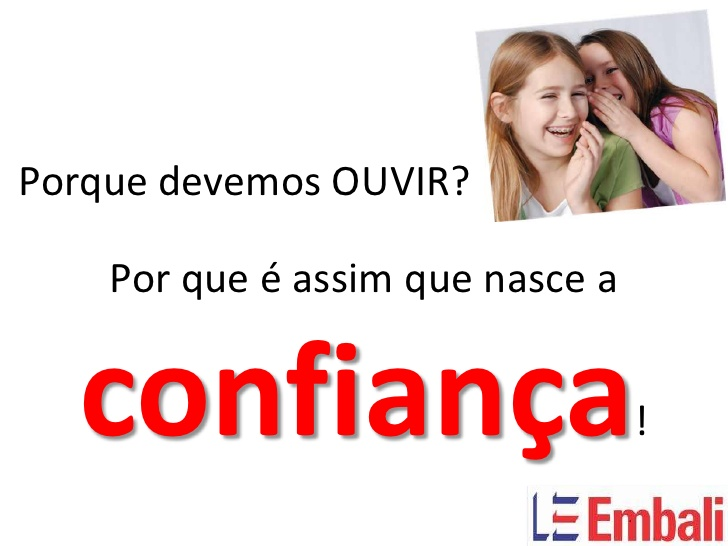 Porque devemos OUVIR?
Por que é assim que nasce a
confiança!
LE Embali